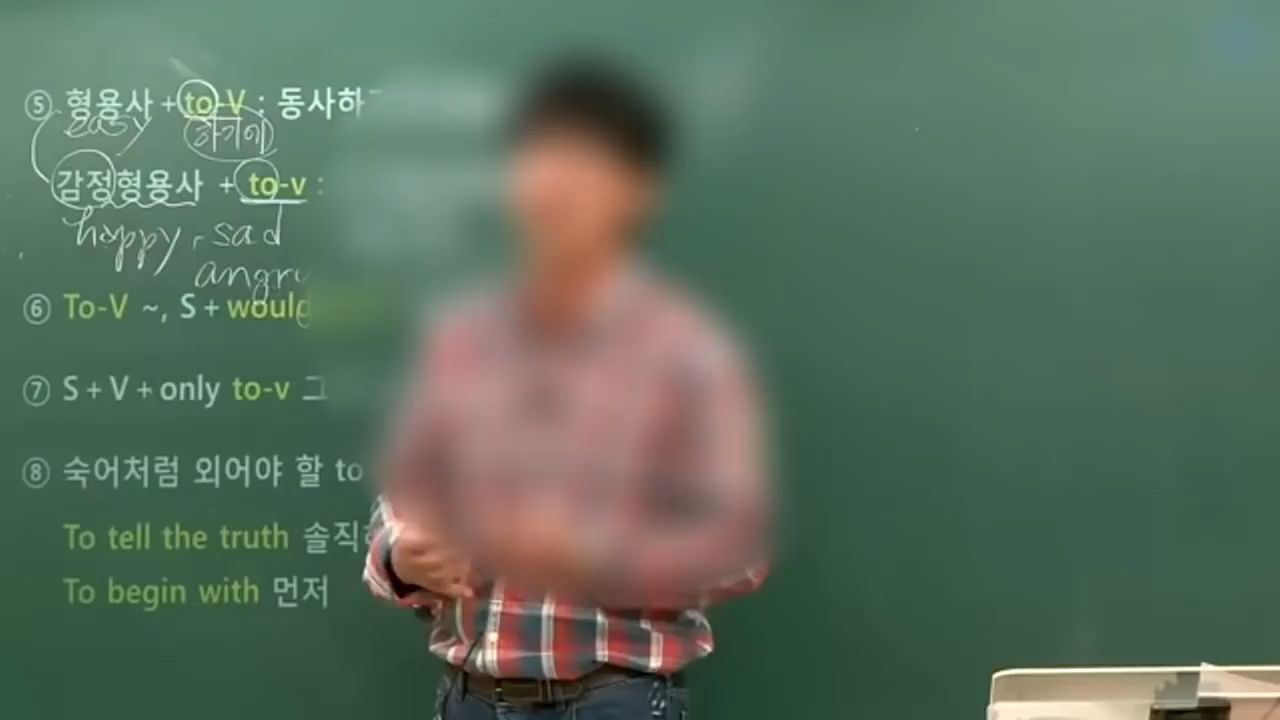 ⑤ 형용사 + to-V : 동사하
easy 하기에
감정형용사 + to-v :
happy, sad
angry
⑥ To-V ~, S + would
⑦ S + V + only to-v 그
⑧ 숙어처럼 외어야 할 to
To tell the truth 솔직
To begin with 먼저